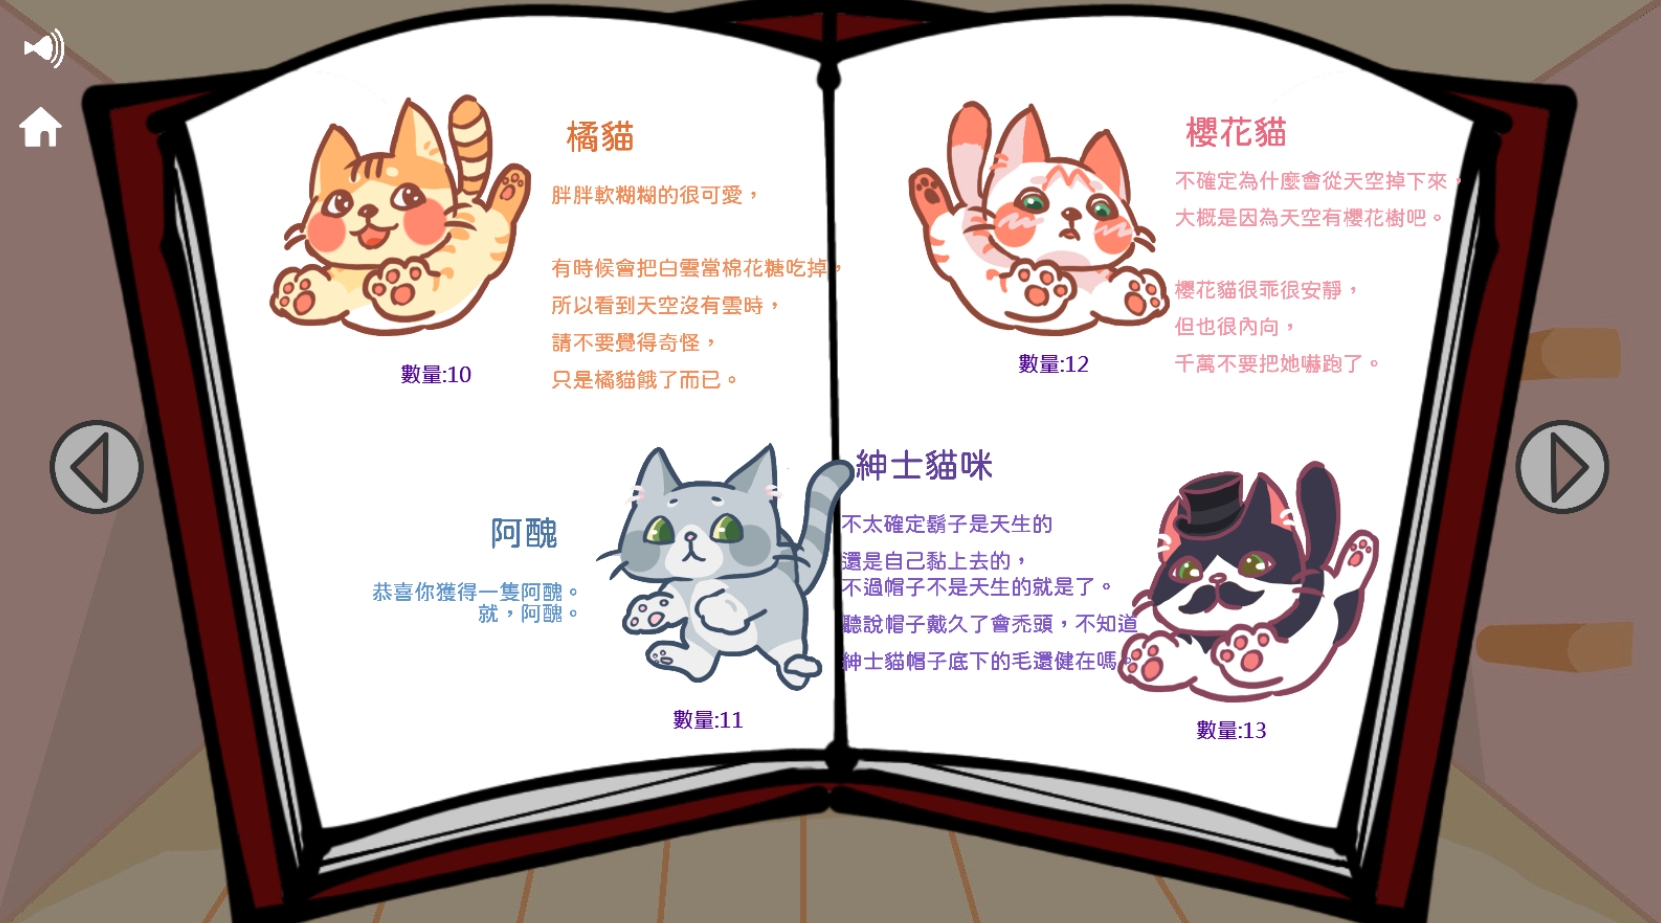 橘貓
胖胖軟糊糊的很可愛，
有時候會把白雲當棉花糖吃掉，
所以看到天空沒有雲時，
請不要覺得奇怪，
只是橘貓餓了而已。
數量:10
阿醜
恭喜你獲得一隻阿醜。
就，阿醜。
數量:11
櫻花貓
不確定為什麼會從天空掉下來，
大概是因為天空有櫻花樹吧。
櫻花貓很乖很安靜，
但也很內向，
千萬不要把她嚇跑了。
數量:12
紳士貓咪
不太確定鬍子是天生的
還是自己黏上去的，
不過帽子不是天生的就是了。
聽說帽子戴久了會禿頭，不知道
紳士貓帽子底下的毛還健在嗎。
數量:13